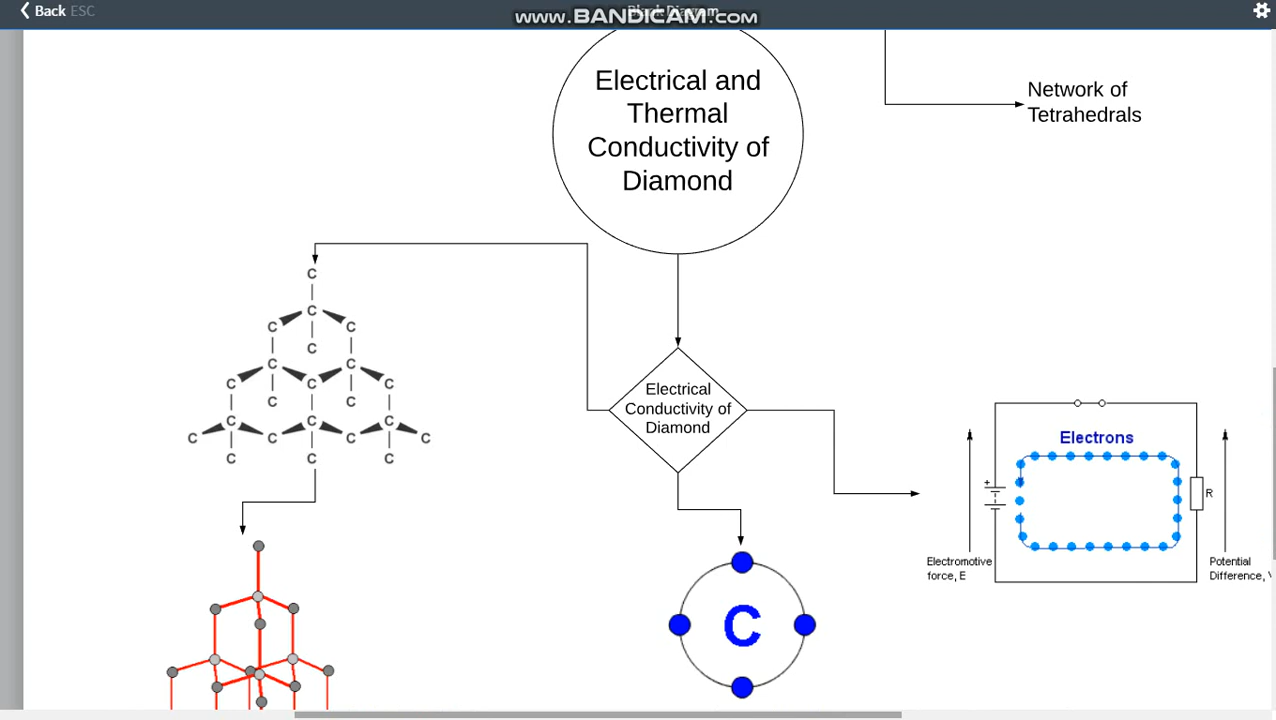 Back ESC
www.BANDICAM.com
Electrical and
Thermal
Conductivity of
Diamond
Network of
Tetrahedrals
C
C
C C
C
C C
C C C
C C
C C C
C C C C
C C C
Electrical
Conductivity of
Diamond
Electrons
+
R
Electromotive
force, E
Potential
Difference, V
C